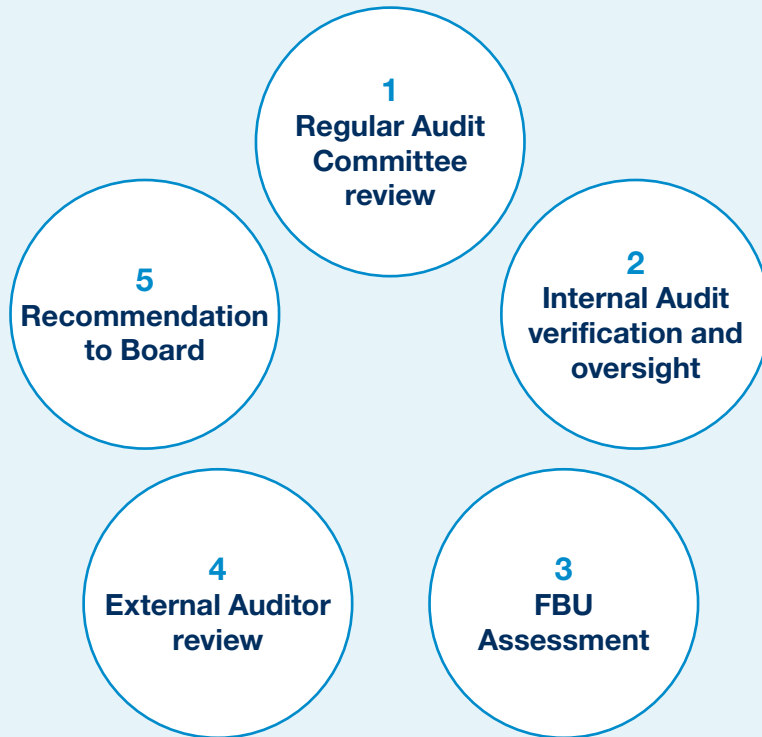 1
Regular Audit
Committee
review
2
Internal Audit
verification and
oversight
3
FBU
Assessment
4
External Auditor
review
5
Recommendation
to Board